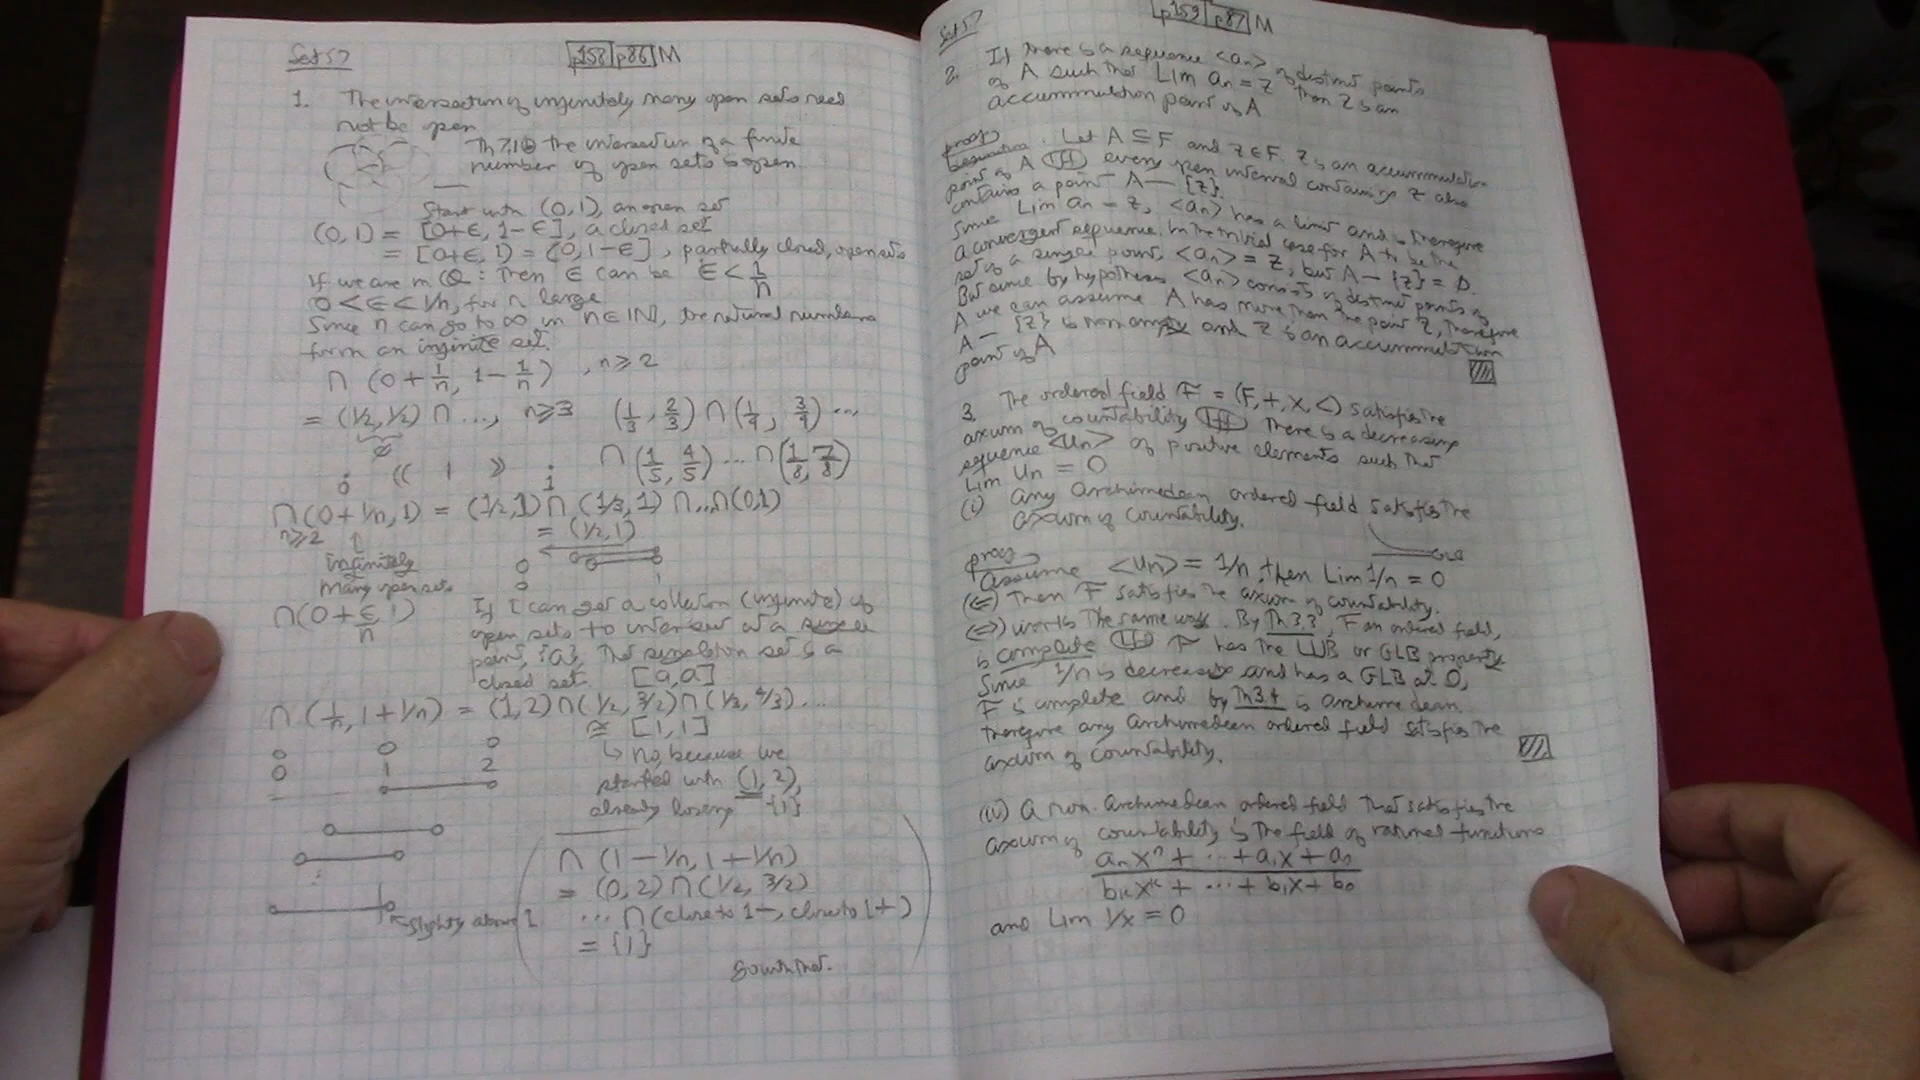 Set 57
p158 p86 M
1. The intersection of infinitely many open sets need
not be open
Th 7.1 the intersection of a finite
number of open sets is open.
Start with (0,1), an open set
(0,1) = [0+ϵ, 1-ϵ], a closed set
= [0+ϵ, 1) = (0, 1-ϵ], partfully closed, open sets
If we are in Q: Then ϵ can be ϵ < 1/n
0 < ϵ < 1/n, for n large
Since n can go to ∞ in n∈ℕ, the natural numbers
form an infinite set.
∩ (0 + 1/n, 1 - 1/n), n ⩾ 2
= (1/2, 1/2) ∩ ..., n ⩾ 3 (1/3, 2/3) ∩ (1/4, 3/4) ...
∅
∩ (1/5, 4/5) ... ∩ (1/8, 7/8)
0 (( | )) 1
∩(0+1/n, 1) = (1/2, 1) ∩ (1/3, 1) ∩ ... ∩ (0,1)
n⩾2
= (1/2, 1)
infinitely
many open sets
∩(0 + ϵ/n, 1)
If I can get a collection (infinite) of
open sets to intersect at a single
point, {a}, That singleton set is a
closed set. [a,a]
∩ (1/n, 1+1/n) = (1,2) ∩ (1/2, 3/2) ∩ (1/3, 4/3) ...
≅ [1,1]
↳ No, because we
started with (1,2),
already losing {1}
0 1 2
slightly above 1
∩ (1-1/n, 1+1/n)
= (0,2) ∩ (1/2, 3/2)
... ∩ (close to 1-, close to 1+)
= {1}
Set 57
p159 p87 M
2. If there is a sequence <an> of distinct points
of A such that Lim an = z then z is an
accummulation point of A
proof
Let A ⊆ F and z ∈ F. z is an accummulation
point of A iff every open interval containing z also
contains a point A — {z}.
Since Lim an = z, <an> has a limit and is therefore
a convergent sequence. In the trivial case for A to be the
set of a single point, <an> = z, but A - {z} = ∅.
But since by hypothesis <an> consists of distinct points of
A we can assume A has more than the point z, therefore
A — {z} is nonempty and z is an accummulation
point of A
3. The ordered field F = (F, +, x, <) satisfies the
axiom of countability iff There is a decreasing
sequence <un> of positive elements such that
Lim un = 0
(i) any Archimedean ordered field satisfies the
axiom of countability.
GLB
proof
Assume <un> = 1/n, then Lim 1/n = 0
(⇐) Then F satisfies the axiom of countability.
(⇒) works the same way. By Th 3.3, F an ordered field,
is complete iff F has the LUB or GLB property.
Since 1/n is decreasing and has a GLB at 0,
F is complete and by Th 3.4 is archimedean.
therefore any archimedean ordered field satisfies the
axiom of countability.
(ii) A non-Archimedean ordered field that satisfies the
axiom of countability is the field of rational functions
anxⁿ + ... + a1x + a0
bkxᵏ + ... + b1x + b0
and Lim 1/x = 0